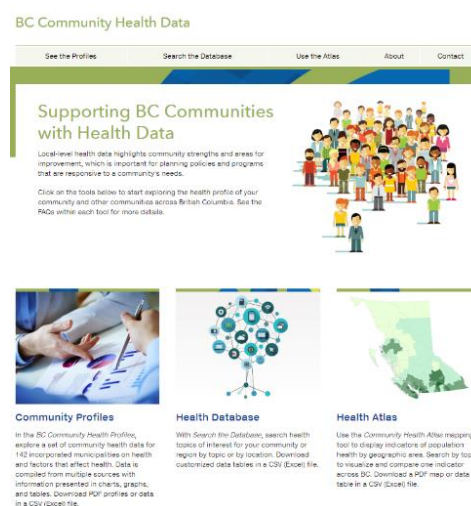 BC Community Health Data
See the Profiles Search the Database Use the Atlas About Contact
Supporting BC Communities
with Health Data
Local-level health data highlights community strengths and areas for
improvement, which is important for planning policies and programs
that are responsive to a community's needs.
Click on the tools below to start exploring the health profile of your
community and other communities across British Columbia. See the
FAQs within each tool for more details.
Community Profiles
In the BC Community Health Profiles,
explore a set of community health data for
142 incorporated municipalities on health
and factors that affect health. Data is
compiled from multiple sources with
information presented in charts, graphs,
and tables. Download PDF profiles or data
in a CSV (Excel) file.
Health Database
With Search the Database, search health
topics of interest for your community or
region by topic or by location. Download
customized data tables in a CSV (Excel) file.
Health Atlas
Use the Community Health Atlas mapping
tool to display indicators of population
health by geographic area. Search by top
to visualize and compare one indicator
across BC. Download a PDF map or data
table in a CSV (Excel) file.